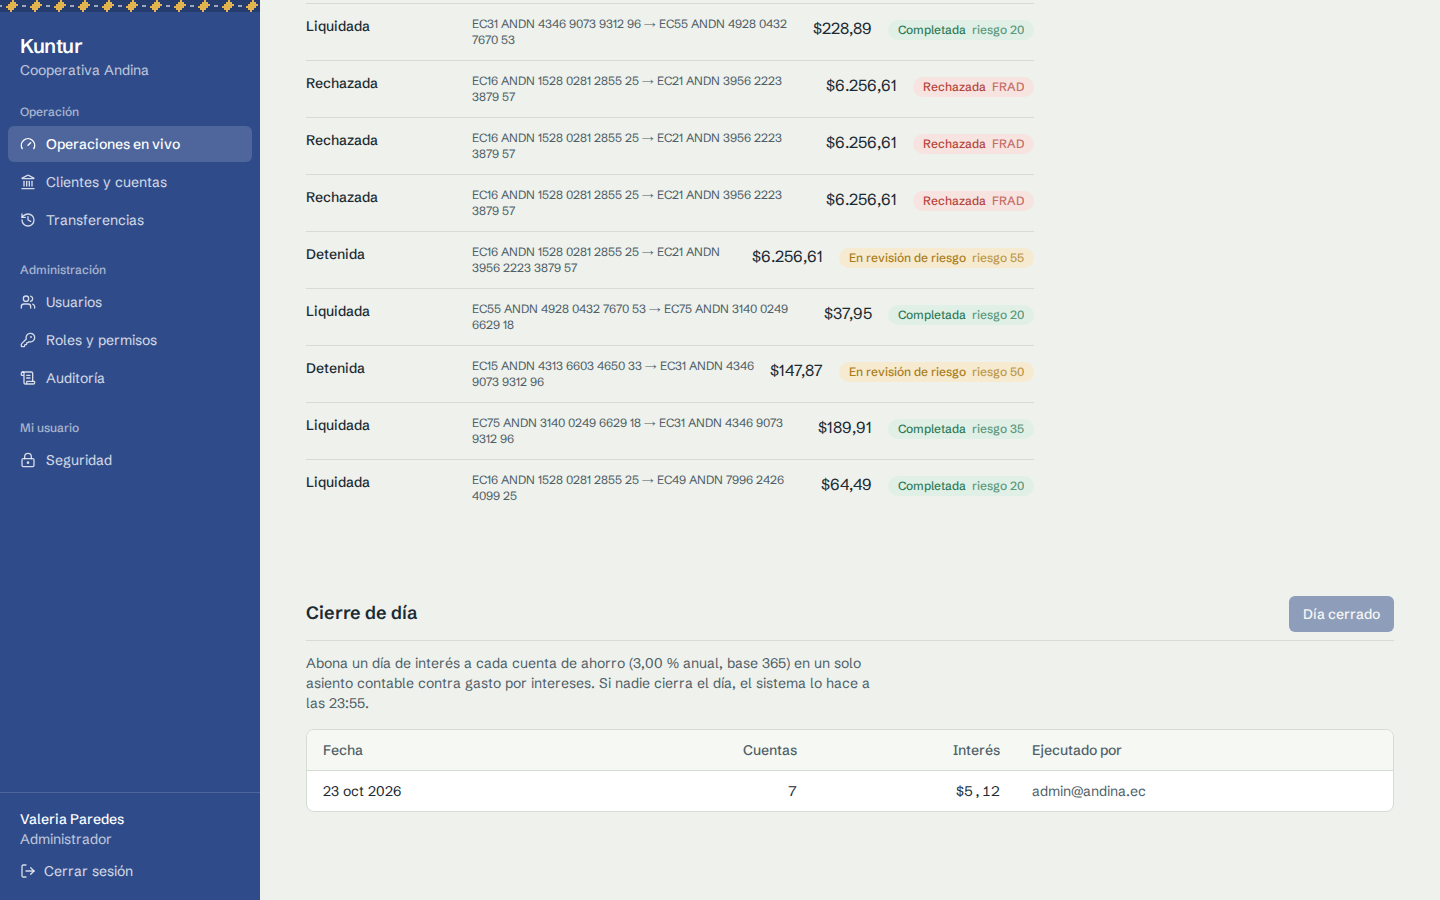 Kuntur
Cooperativa Andina
Operación
Operaciones en vivo
Clientes y cuentas
Transferencias
Administración
Usuarios
Roles y permisos
Auditoría
Mi usuario
Seguridad
Valeria Paredes
Administrador
Cerrar sesión
Liquidada
EC31 ANDN 4346 9073 9312 96 → EC55 ANDN 4928 0432
7670 53
$228,89
Completada riesgo 20
Rechazada
EC16 ANDN 1528 0281 2855 25 → EC21 ANDN 3956 2223
3879 57
$6.256,61
Rechazada FRAD
Rechazada
EC16 ANDN 1528 0281 2855 25 → EC21 ANDN 3956 2223
3879 57
$6.256,61
Rechazada FRAD
Rechazada
EC16 ANDN 1528 0281 2855 25 → EC21 ANDN 3956 2223
3879 57
$6.256,61
Rechazada FRAD
Detenida
EC16 ANDN 1528 0281 2855 25 → EC21 ANDN
3956 2223 3879 57
$6.256,61
En revisión de riesgo riesgo 55
Liquidada
EC55 ANDN 4928 0432 7670 53 → EC75 ANDN 3140 0249
6629 18
$37,95
Completada riesgo 20
Detenida
EC15 ANDN 4313 6603 4650 33 → EC31 ANDN 4346
9073 9312 96
$147,87
En revisión de riesgo riesgo 50
Liquidada
EC75 ANDN 3140 0249 6629 18 → EC31 ANDN 4346 9073
9312 96
$189,91
Completada riesgo 35
Liquidada
EC16 ANDN 1528 0281 2855 25 → EC49 ANDN 7996 2426
4099 25
$64,49
Completada riesgo 20
Cierre de día
Día cerrado
Abona un día de interés a cada cuenta de ahorro (3,00 % anual, base 365) en un solo
asiento contable contra gasto por intereses. Si nadie cierra el día, el sistema lo hace a
las 23:55.
Fecha Cuentas Interés Ejecutado por
23 oct 2026 7 $5,12 admin@andina.ec